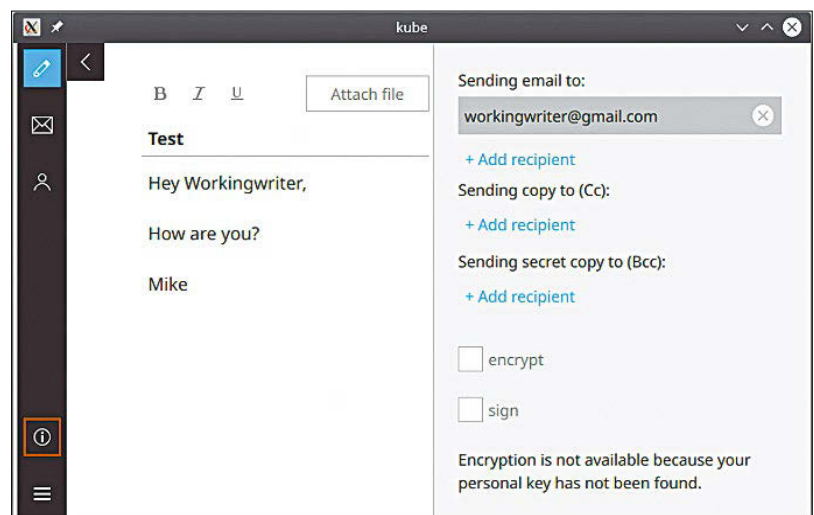 kube
B I U
Attach file
Test
Hey Workingwriter,
How are you?
Mike
Sending email to:
workingwriter@gmail.com
+ Add recipient
Sending copy to (Cc):
+ Add recipient
Sending secret copy to (Bcc):
+ Add recipient
encrypt
sign
Encryption is not available because your
personal key has not been found.